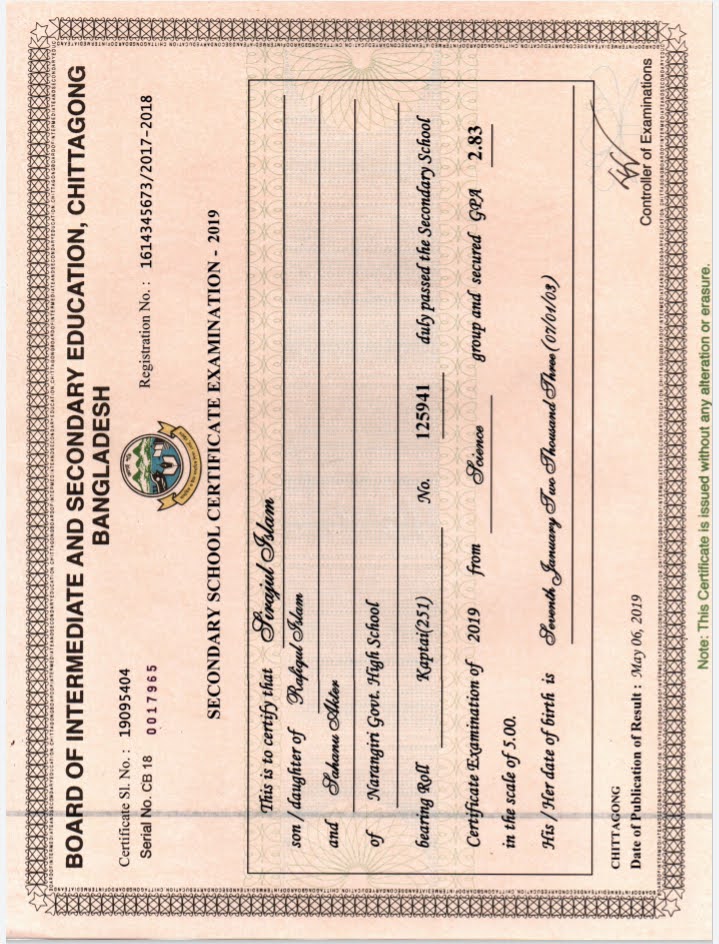 BOARD OF INTERMEDIATE AND SECONDARY EDUCATION, CHITTAGONG
BANGLADESH
Certificate Sl. No. : 19095404
Registration No. : 1614345673/2017-2018
Serial No. CB 18 0017965
SECONDARY SCHOOL CERTIFICATE EXAMINATION - 2019
This is to certify that Sirajul Islam
son / daughter of Rafiqul Islam
and Sahanu Akter
of Narangiri Govt. High School
bearing Roll Kaptai(251) No. 125941 duly passed the Secondary School
Certificate Examination of 2019 from Science group and secured GPA 2.83
in the scale of 5.00.
His / Her date of birth is Seventh January Two Thousand Three (07/01/03)
CHITTAGONG
Date of Publication of Result : May 06, 2019
Controller of Examinations
Note: This Certificate is issued without any alteration or erasure.